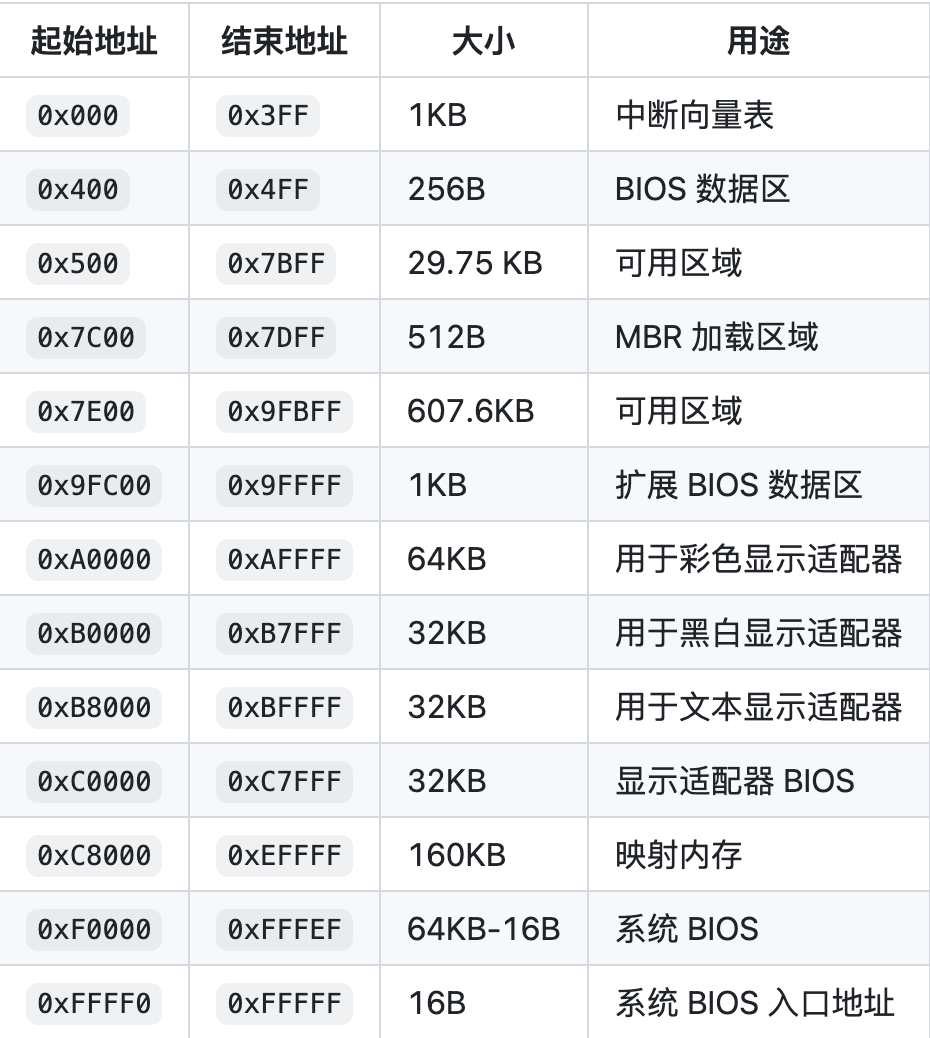 起始地址 结束地址 大小 用途
0x000 0x3FF 1KB 中断向量表
0x400 0x4FF 256B BIOS 数据区
0x500 0x7BFF 29.75 KB 可用区域
0x7C00 0x7DFF 512B MBR 加载区域
0x7E00 0x9FBFF 607.6KB 可用区域
0x9FC00 0x9FFFF 1KB 扩展 BIOS 数据区
0xA0000 0xAFFFF 64KB 用于彩色显示适配器
0xB0000 0xB7FFF 32KB 用于黑白显示适配器
0xB8000 0xBFFFF 32KB 用于文本显示适配器
0xC0000 0xC7FFF 32KB 显示适配器 BIOS
0xC8000 0xEFFFF 160KB 映射内存
0xF0000 0xFFFEF 64KB-16B 系统 BIOS
0xFFFF0 0xFFFFF 16B 系统 BIOS 入口地址